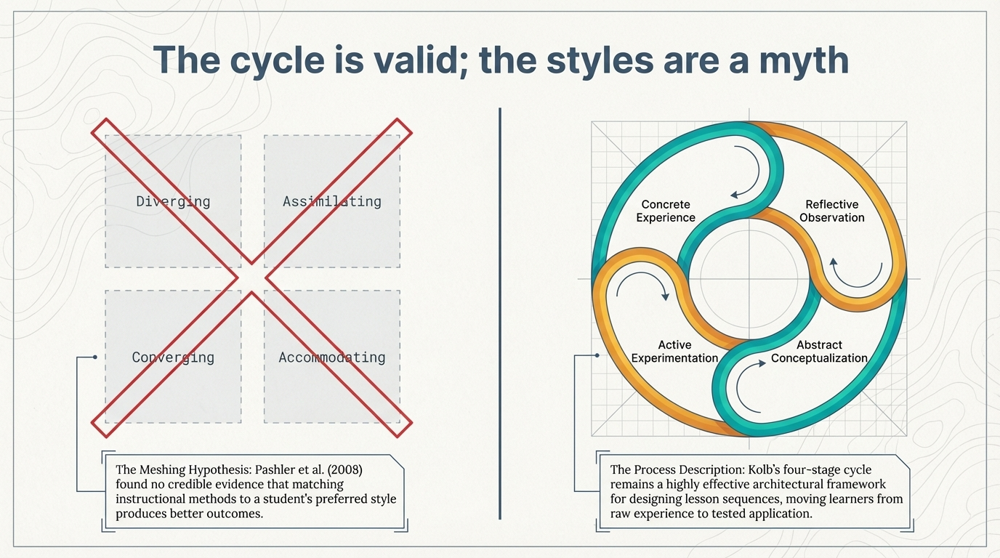 The cycle is valid; the styles are a myth
Diverging
Assimilating
Converging
Accommodating
The Meshing Hypothesis: Pashler et al. (2008)
found no credible evidence that matching
instructional methods to a student's preferred style
produces better outcomes.
Concrete
Experience
Reflective
Observation
Active
Experimentation
Abstract
Conceptualization
The Process Description: Kolb's four-stage cycle
remains a highly effective architectural framework
for designing lesson sequences, moving learners from
raw experience to tested application.